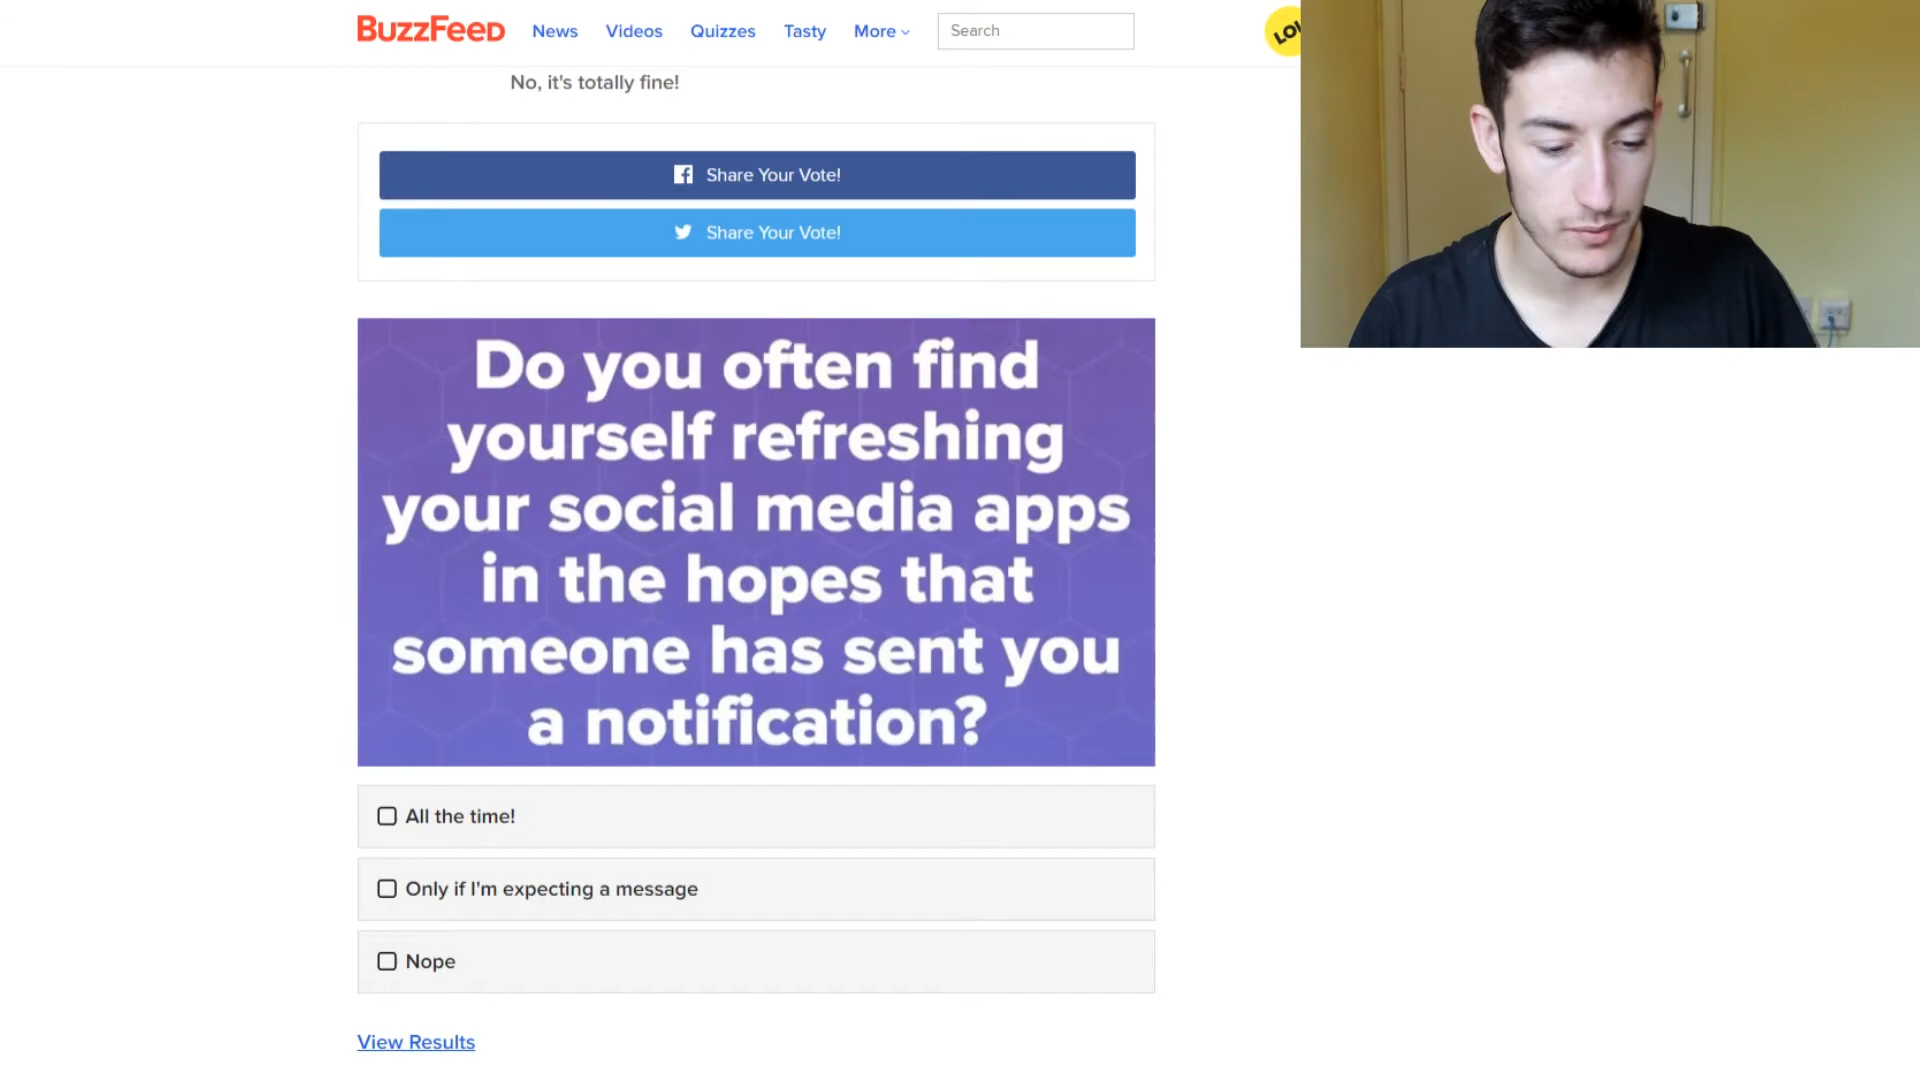 BuzzFeed News Videos Quizzes Tasty More Search LOL
No, it's totally fine!
Share Your Vote!
Share Your Vote!
Do you often find
yourself refreshing
your social media apps
in the hopes that
someone has sent you
a notification?
All the time!
Only if I'm expecting a message
Nope
View Results